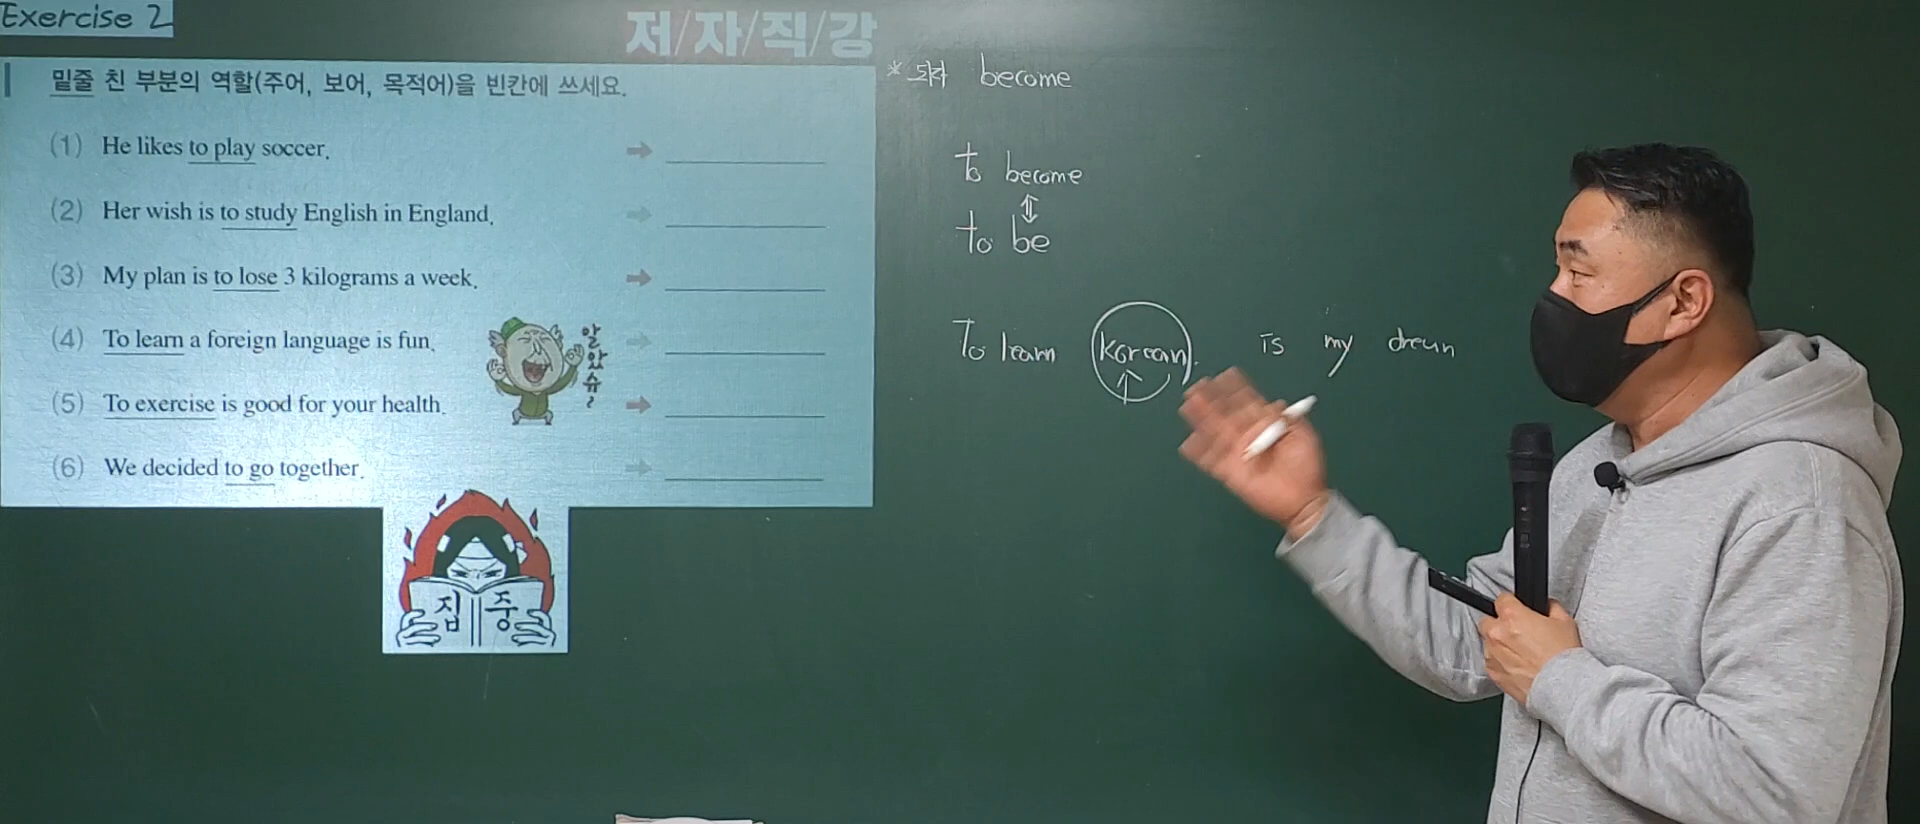 Exercise 2
저/자/직/강
밑줄 친 부분의 역할(주어, 보어, 목적어)을 빈칸에 쓰세요.
(1) He likes to play soccer.
(2) Her wish is to study English in England.
(3) My plan is to lose 3 kilograms a week.
(4) To learn a foreign language is fun.
(5) To exercise is good for your health.
(6) We decided to go together.
알았슈~
집중
* 되다 become
to become
to be
To learn Korean. is my dream